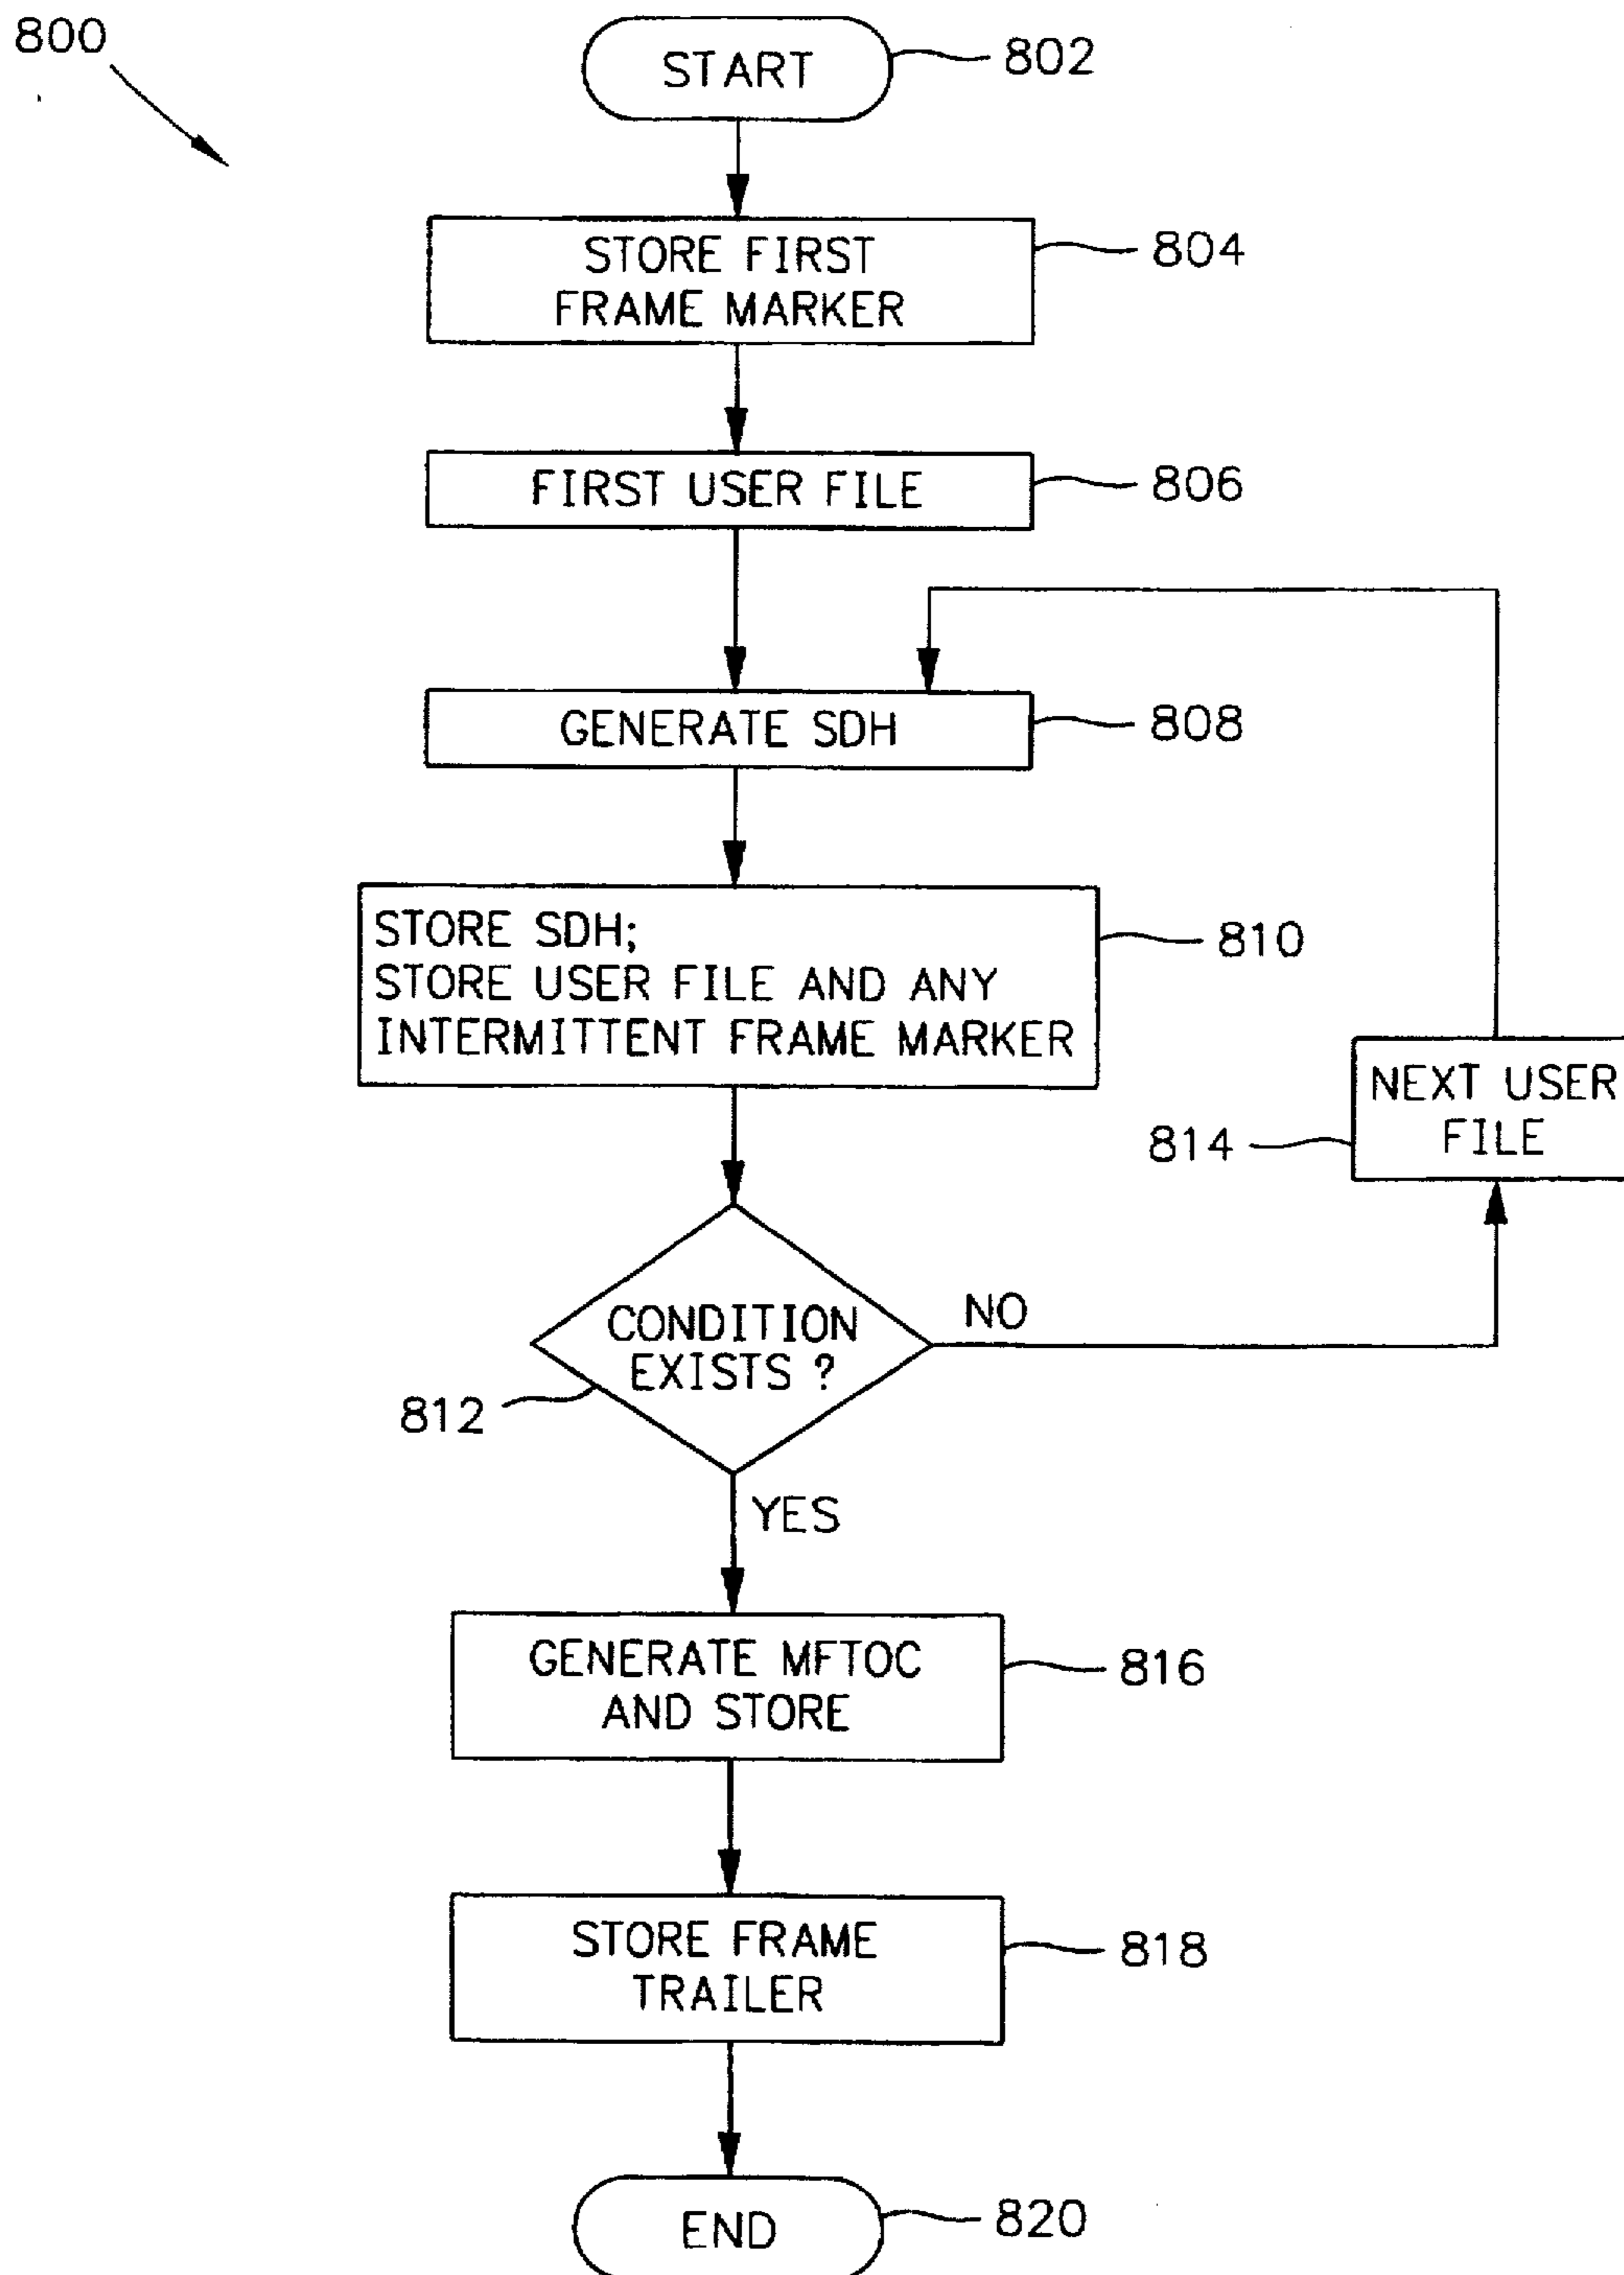 800
START
802
STORE FIRST
FRAME MARKER
804
FIRST USER FILE
806
GENERATE SDH
808
STORE SDH;
STORE USER FILE AND ANY
INTERMITTENT FRAME MARKER
810
NEXT USER
FILE
814
CONDITION
EXISTS ?
812
NO
YES
GENERATE MFTOC
AND STORE
816
STORE FRAME
TRAILER
818
END
820